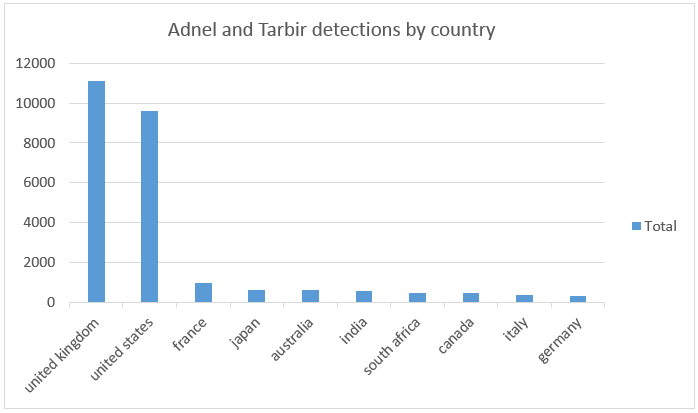 Adnel and Tarbir detections by country
12000
10000
8000
6000
4000
2000
0
united kingdom
united states
france
japan
australia
india
south africa
canada
italy
germany
Total